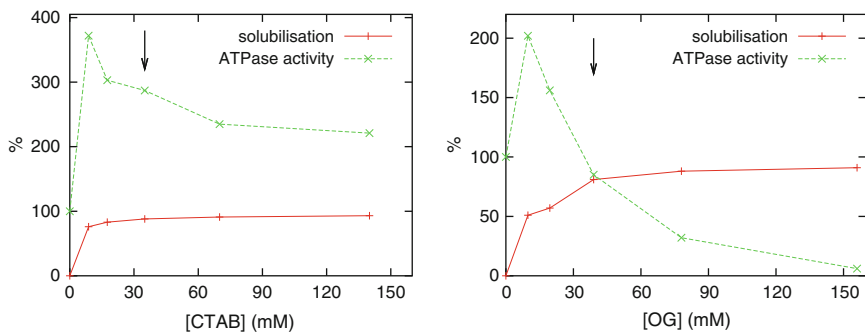 400
300
200
100
0
%
solubilisation
ATPase activity
0 30 60 90 120 150
[CTAB] (mM)
200
150
100
50
0
%
solubilisation
ATPase activity
0 30 60 90 120 150
[OG] (mM)